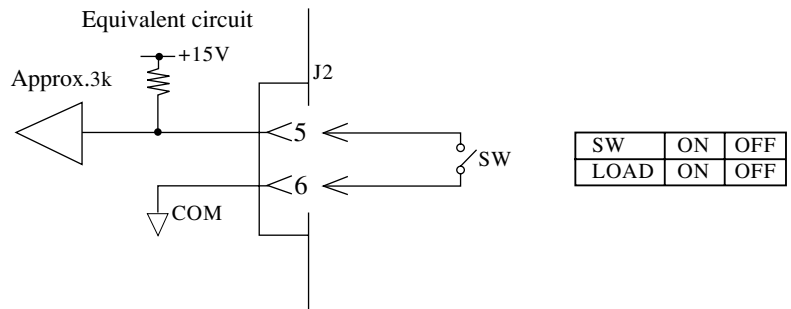 Equivalent circuit
+15V
Approx.3k
J2
5
SW
6
COM
SW ON OFF
LOAD ON OFF